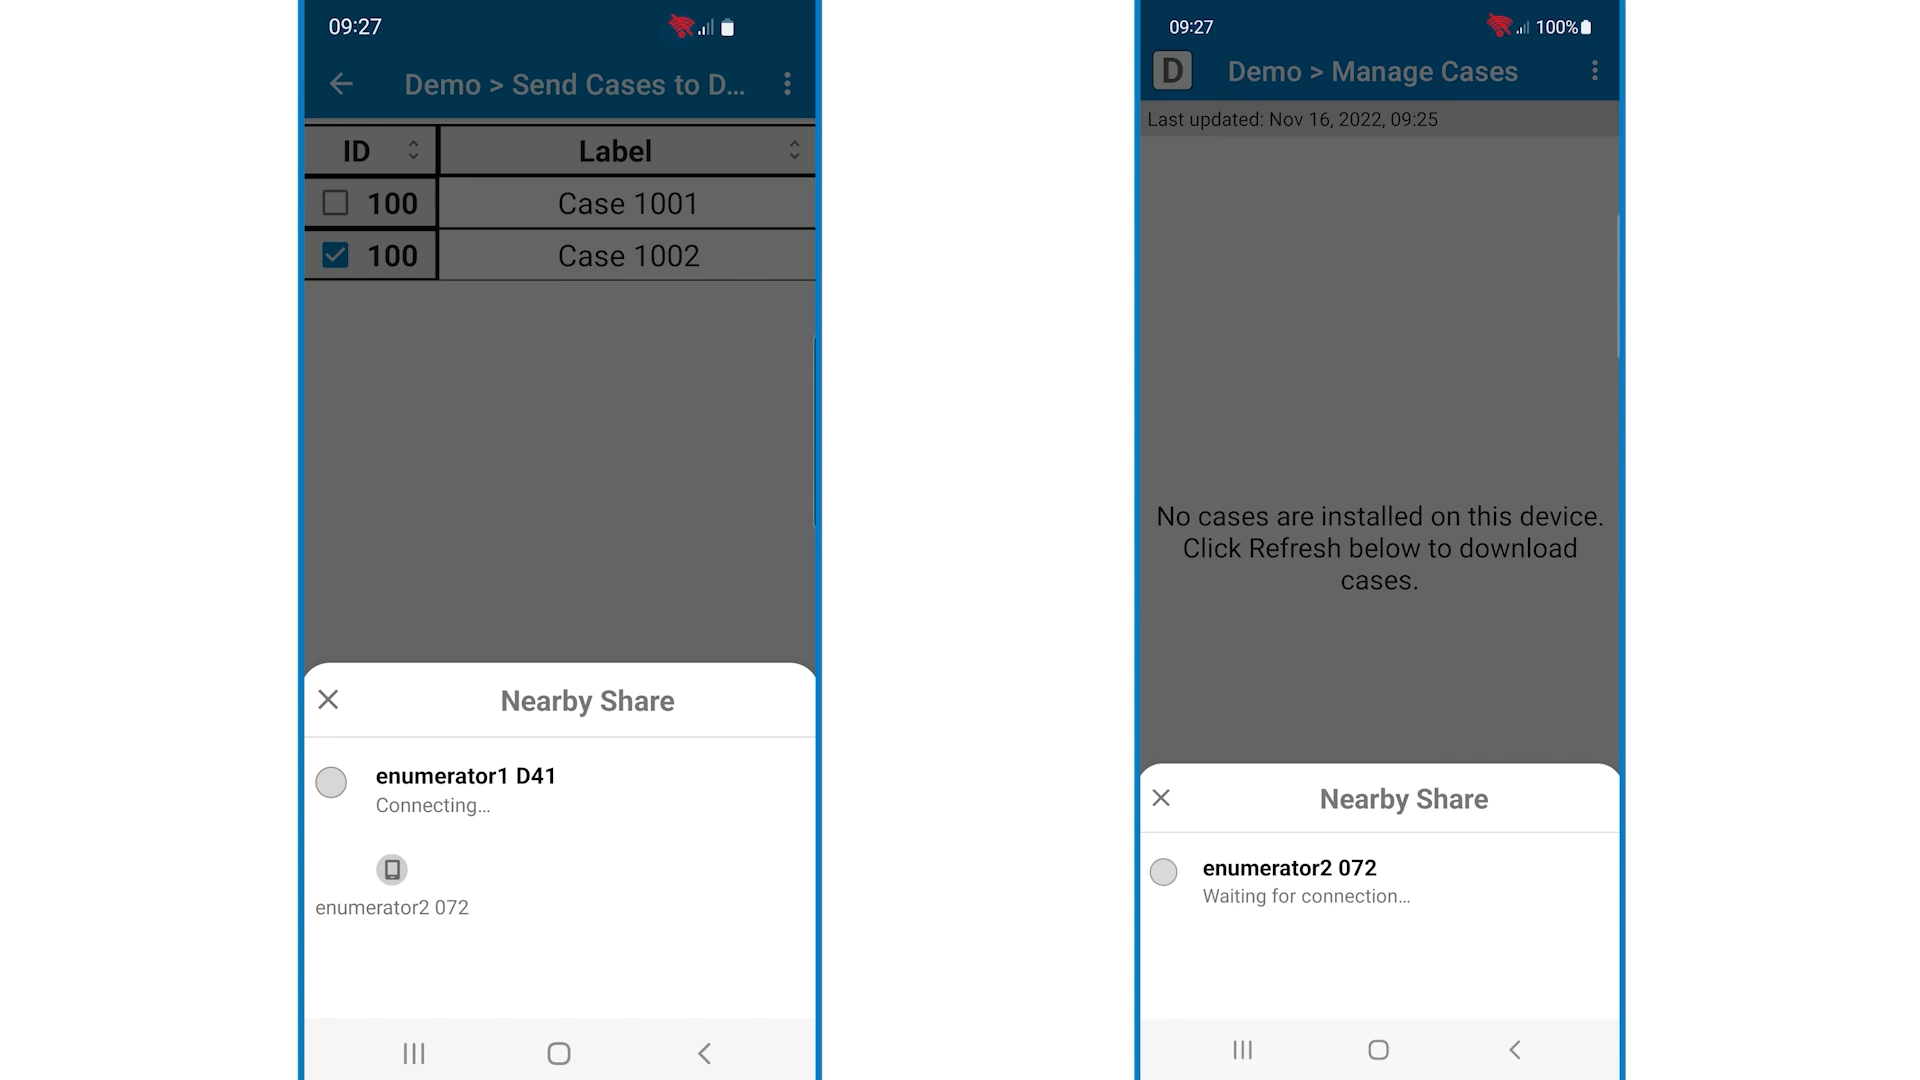 09:27
Demo > Send Cases to D...
ID Label
100 Case 1001
100 Case 1002
Nearby Share
enumerator1 D41
Connecting...
enumerator2 072
09:27 100%
D Demo > Manage Cases
Last updated: Nov 16, 2022, 09:25
No cases are installed on this device.
Click Refresh below to download
cases.
Nearby Share
enumerator2 072
Waiting for connection...